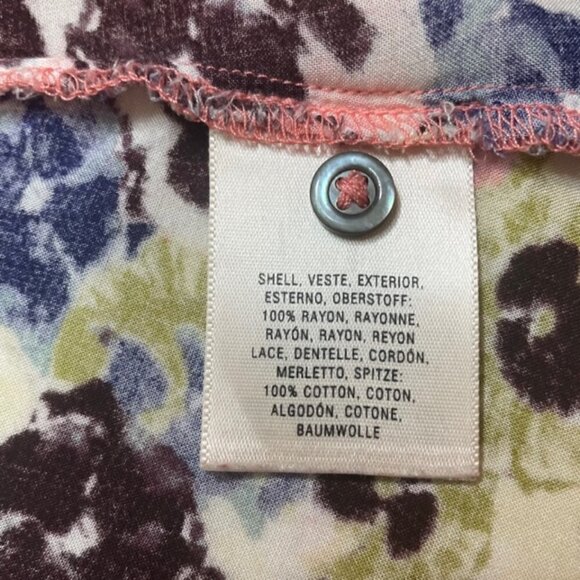 SHELL, VESTE, EXTERIOR,
ESTERNO, OBERSTOFF:
100% RAYON, RAYONNE,
RAYÓN, RAYON, REYON
LACE, DENTELLE, CORDÓN,
MERLETTO, SPITZE:
100% COTTON, COTON,
ALGODÓN, COTONE,
BAUMWOLLE